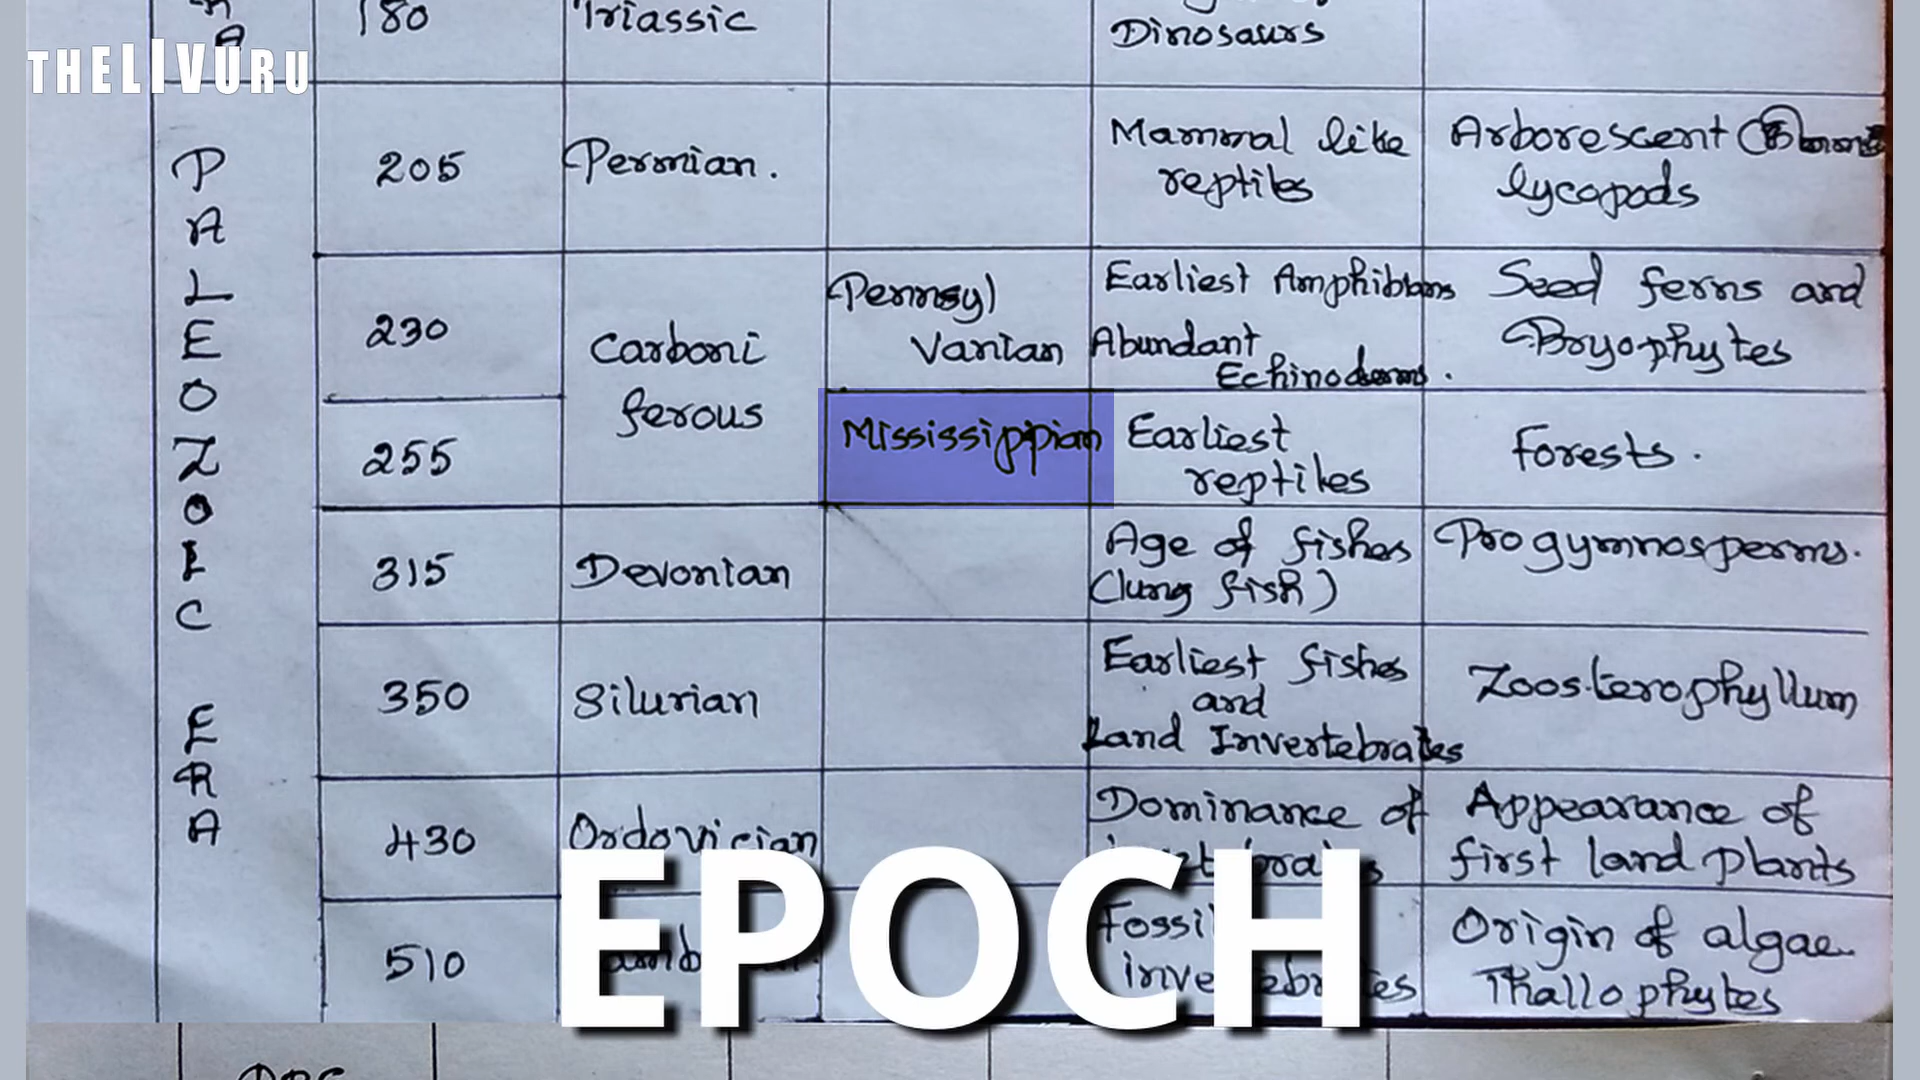 THELIVURU
180 Triassic
Dinosaurs
PALEOZOIC ERA
205 Permian. Mammal like Arborescent
reptiles lycopods
230 Carboni Pennsyl Earliest Amphibians Seed ferns and
ferous Vanian Abundant Bryophytes
Echinoderms.
255 Mississippian Earliest Forests.
reptiles
315 Devonian Age of fishes Progymnosperms.
(lung fish)
350 Silurian Earliest fishes Zoosterophyllum
and
Land Invertebrates
430 Ordovician Dominance of Appearance of
first land plants
510 Origin of algae
Thallophytes
EPOCH